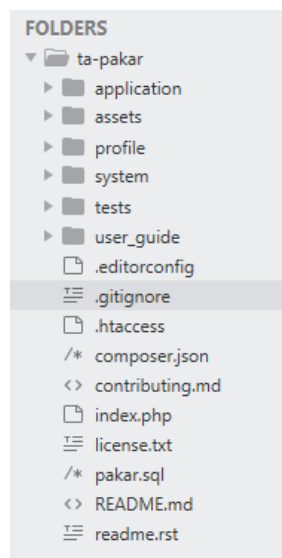 FOLDERS
ta-pakar
application
assets
profile
system
tests
user_guide
.editorconfig
.gitignore
.htaccess
/* composer.json
<> contributing.md
index.php
license.txt
/* pakar.sql
<> README.md
readme.rst